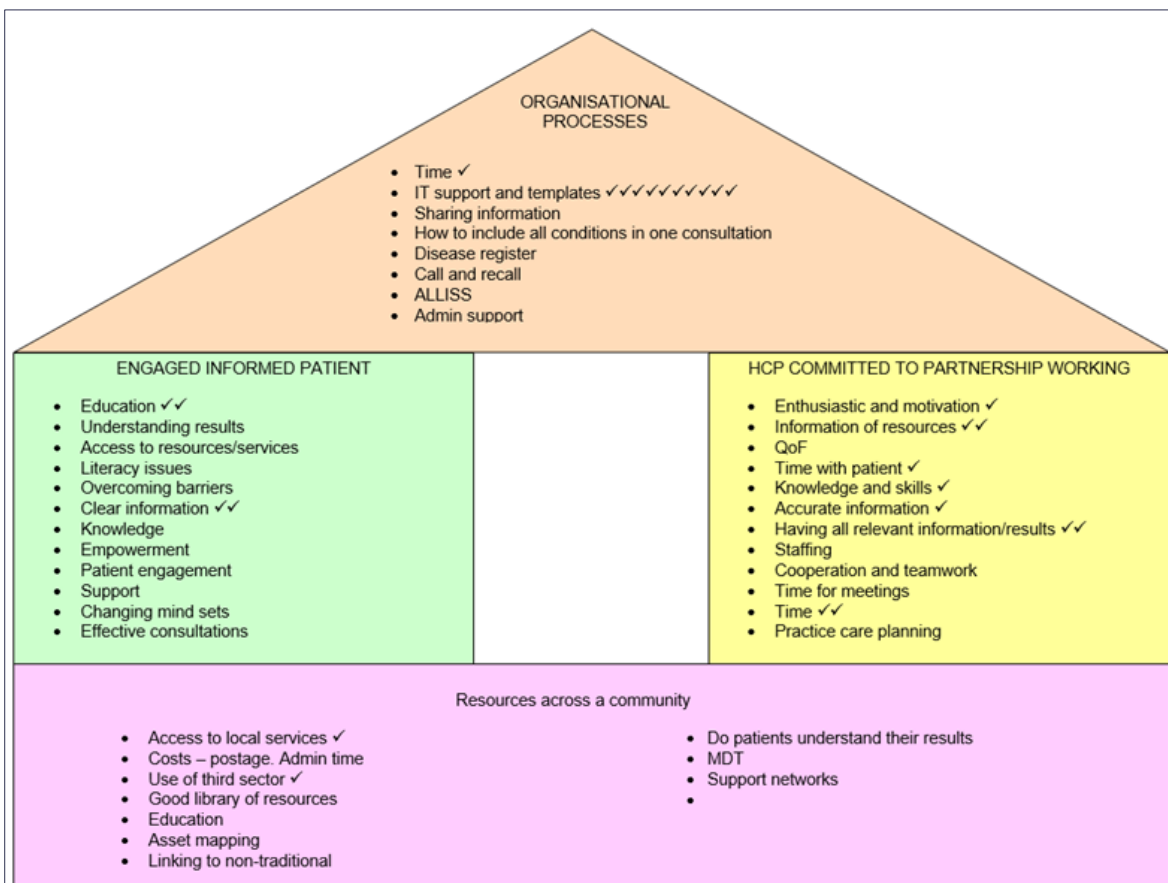 ORGANISATIONAL
PROCESSES
• Time ✓
• IT support and templates ✓✓✓✓✓✓✓✓✓✓
• Sharing information
• How to include all conditions in one consultation
• Disease register
• Call and recall
• ALLISS
• Admin support
ENGAGED INFORMED PATIENT
• Education ✓✓
• Understanding results
• Access to resources/services
• Literacy issues
• Overcoming barriers
• Clear information ✓✓
• Knowledge
• Empowerment
• Patient engagement
• Support
• Changing mind sets
• Effective consultations
HCP COMMITTED TO PARTNERSHIP WORKING
• Enthusiastic and motivation ✓
• Information of resources ✓✓
• QoF
• Time with patient ✓
• Knowledge and skills ✓
• Accurate information ✓
• Having all relevant information/results ✓✓
• Staffing
• Cooperation and teamwork
• Time for meetings
• Time ✓✓
• Practice care planning
Resources across a community
• Access to local services ✓
• Costs – postage. Admin time
• Use of third sector ✓
• Good library of resources
• Education
• Asset mapping
• Linking to non-traditional
• Do patients understand their results
• MDT
• Support networks
•